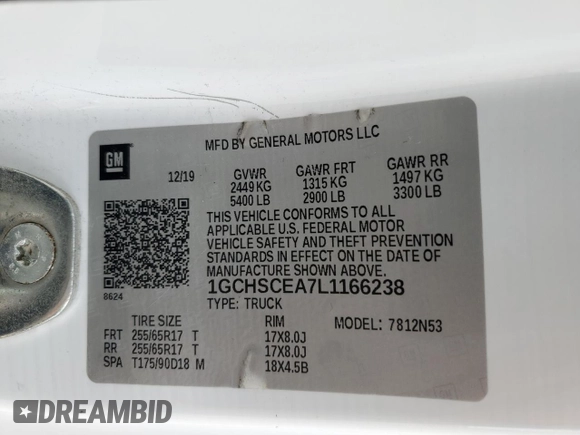 MFD BY GENERAL MOTORS LLC
GM
12/19
GVWR
2449 KG
5400 LB
GAWR FRT
1315 KG
2900 LB
GAWR RR
1497 KG
3300 LB
THIS VEHICLE CONFORMS TO ALL
APPLICABLE U.S. FEDERAL MOTOR
VEHICLE SAFETY AND THEFT PREVENTION
STANDARDS IN EFFECT ON THE DATE OF
MANUFACTURE SHOWN ABOVE.
1GCHSCEA7L1166238
TYPE: TRUCK
8624
TIRE SIZE RIM MODEL: 7812N53
FRT 255/65R17 T 17X8.0J
RR 255/65R17 T 17X8.0J
SPA T175/90D18 M 18X4.5B
DREAMBID